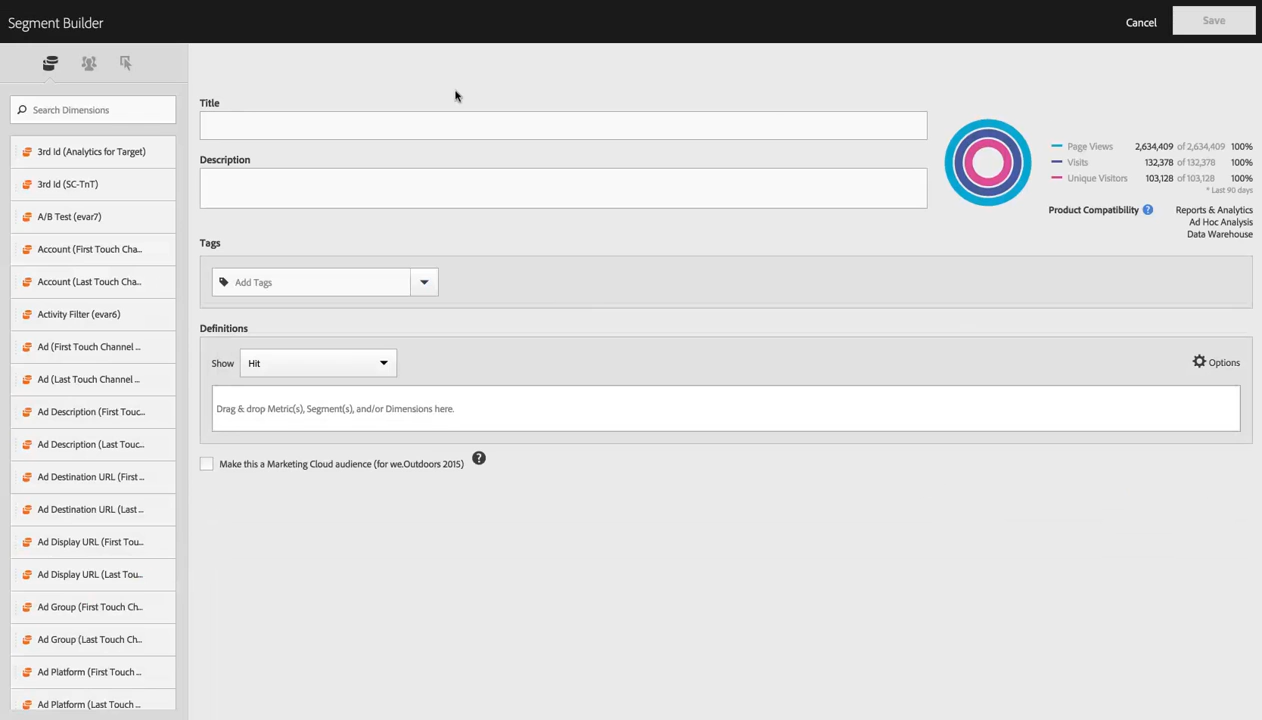 Segment Builder
Cancel
Save
Search Dimensions
3rd Id (Analytics for Target)
3rd Id (SC-TnT)
A/B Test (evar7)
Account (First Touch Cha...
Account (Last Touch Cha...
Activity Filter (evar6)
Ad (First Touch Channel ...
Ad (Last Touch Channel ...
Ad Description (First Touc...
Ad Description (Last Touc...
Ad Destination URL (First ...
Ad Destination URL (Last ...
Ad Display URL (First Tou...
Ad Display URL (Last Tou...
Ad Group (First Touch Ch...
Ad Group (Last Touch Ch...
Ad Platform (First Touch ...
Ad Platform (Last Touch ...
Title
Description
Page Views 2,634,409 of 2,634,409 100%
Visits 132,378 of 132,378 100%
Unique Visitors 103,128 of 103,128 100%
* Last 90 days
Product Compatibility ? Reports & Analytics
Ad Hoc Analysis
Data Warehouse
Tags
Add Tags
Definitions
Show Hit
Options
Drag & drop Metric(s), Segment(s), and/or Dimensions here.
Make this a Marketing Cloud audience (for we.Outdoors 2015) ?